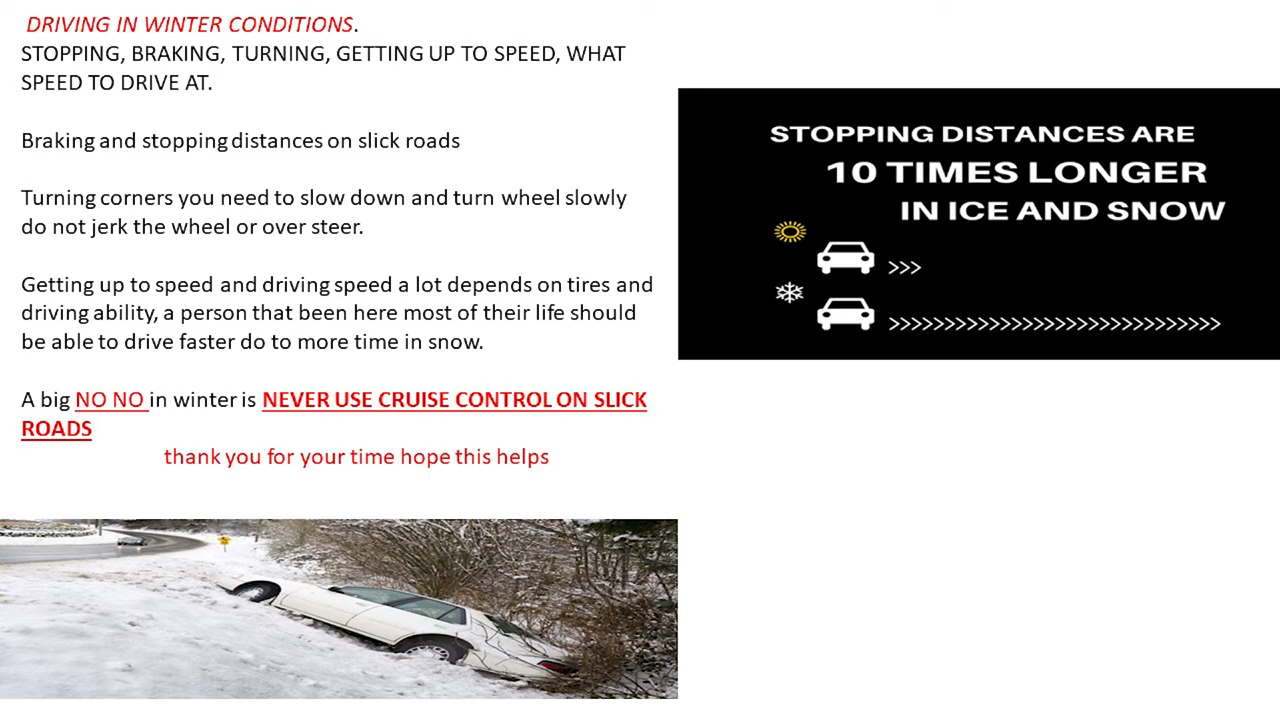 DRIVING IN WINTER CONDITIONS.
STOPPING, BRAKING, TURNING, GETTING UP TO SPEED, WHAT
SPEED TO DRIVE AT.
Braking and stopping distances on slick roads
Turning corners you need to slow down and turn wheel slowly
do not jerk the wheel or over steer.
Getting up to speed and driving speed a lot depends on tires and
driving ability, a person that been here most of their life should
be able to drive faster do to more time in snow.
A big NO NO in winter is NEVER USE CRUISE CONTROL ON SLICK
ROADS
thank you for your time hope this helps
STOPPING DISTANCES ARE
10 TIMES LONGER
IN ICE AND SNOW
>>>
>>>>>>>>>>>>>>>>>>>>>>>>>>>>>>